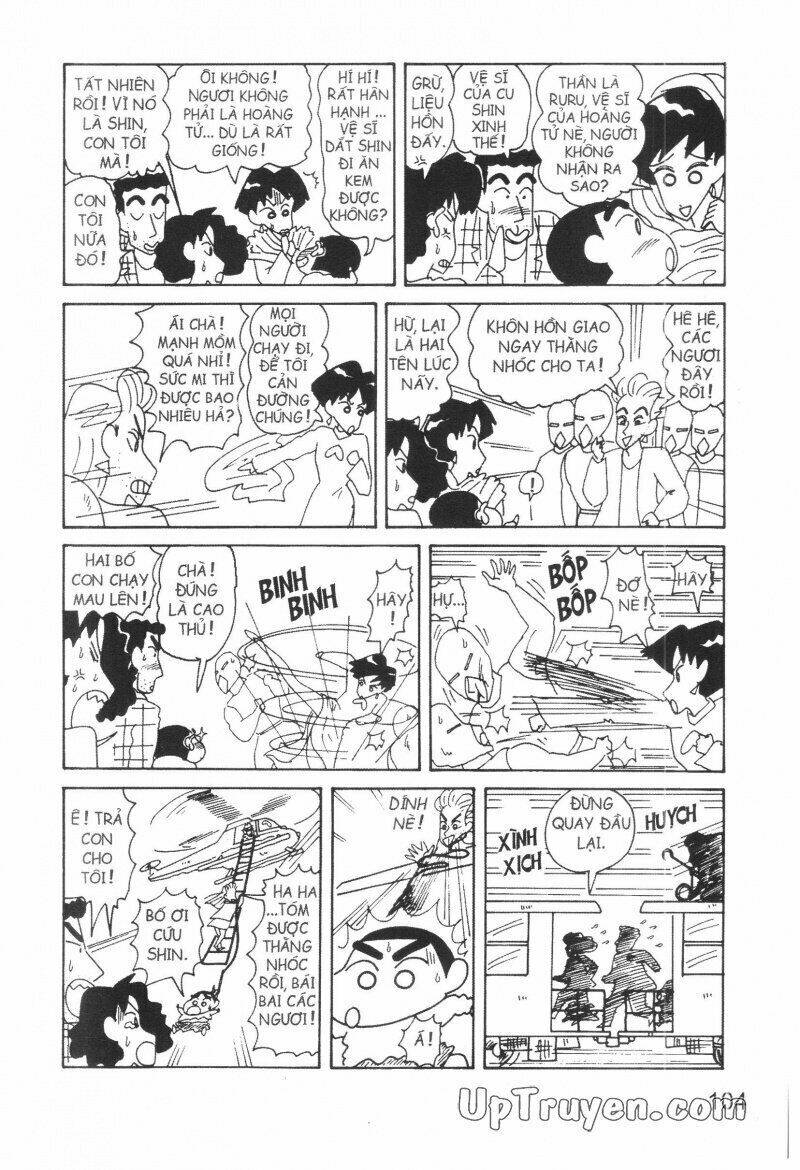 THẦN LÀ
RURU, VỆ SĨ
CỦA HOÀNG
TỬ NÈ, NGƯỜI
KHÔNG
NHẬN RA
SAO?
VỆ SĨ
CỦA CU
SHIN
XINH
THẾ!
GRỪ,
LIỆU
HỒN
ĐẤY.
HÍ HÍ!
RẤT HÂN
HẠNH ...
VỆ SĨ
DẮT SHIN
ĐI ĂN
KEM
ĐƯỢC
KHÔNG?
ÔI KHÔNG!
NGƯƠI KHÔNG
PHẢI LÀ HOÀNG
TỬ... DÙ LÀ RẤT
GIỐNG!
TẤT NHIÊN
RỒI! VÌ NÓ
LÀ SHIN,
CON TÔI
MÀ!
CON
TÔI
NỮA
ĐÓ!
HÊ HÊ,
CÁC
NGƯƠI
ĐÂY
RỒI!
KHÔN HỒN GIAO
NGAY THẰNG
NHÓC CHO TA!
HỪ, LẠI
LÀ HAI
TÊN LÚC
NÃY.
!
MỌI
NGƯỜI
CHẠY ĐI,
ĐỂ TÔI
CẢN
ĐƯỜNG
CHÚNG!
ÁI CHÀ!
MẠNH MỒM
QUÁ NHỈ!
SỨC MI THÌ
ĐƯỢC BAO
NHIÊU HẢ?
HÂY!
ĐỠ
NÈ!
BỐP
BỐP
HỰ...
HÂY
!
BINH
BINH
CHÀ!
ĐÚNG
LÀ CAO
THỦ!
HAI BỐ
CON CHẠY
MAU LÊN!
HUỲCH
ĐỪNG
QUAY ĐẦU
LẠI.
XÌNH
XỊCH
DÍNH
NÈ!
Á!
HA HA
...TÓM
ĐƯỢC
THẰNG
NHÓC
RỒI, BÁI
BAI CÁC
NGƯƠI!
BỐ ƠI
CỨU
SHIN.
Ê! TRẢ
CON
CHO
TÔI!
104
UpTruyen.com